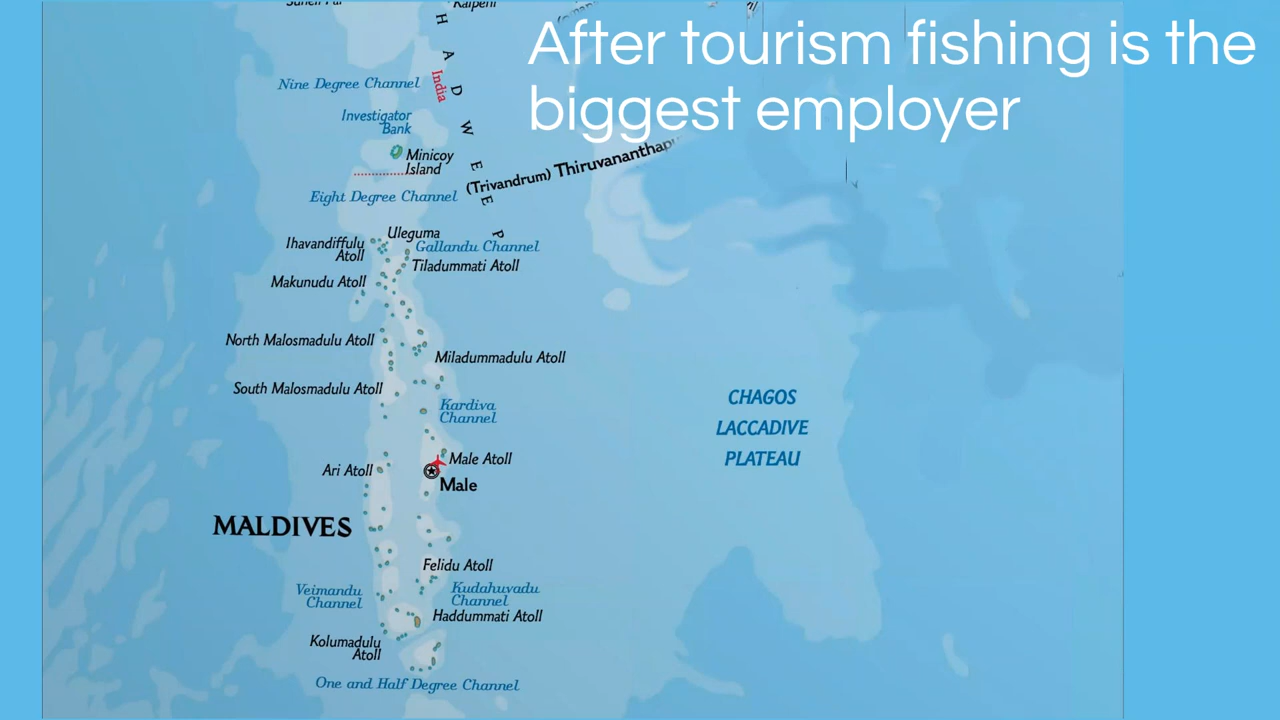 After tourism fishing is the
biggest employer
Kalpeni
H A D W E E P
Nine Degree Channel
India
Investigator
Bank
Minicoy
Island
(Trivandrum) Thiruvananthap
Eight Degree Channel
Uleguma
Ihavandiffulu
Atoll
Gallandu Channel
Tiladummati Atoll
Makunudu Atoll
North Malosmadulu Atoll
Miladummadulu Atoll
South Malosmadulu Atoll
Kardiva
Channel
CHAGOS
LACCADIVE
PLATEAU
Male Atoll
Ari Atoll
Male
MALDIVES
Felidu Atoll
Veimandu
Channel
Kudahuvadu
Channel
Haddummati Atoll
Kolumadulu
Atoll
One and Half Degree Channel